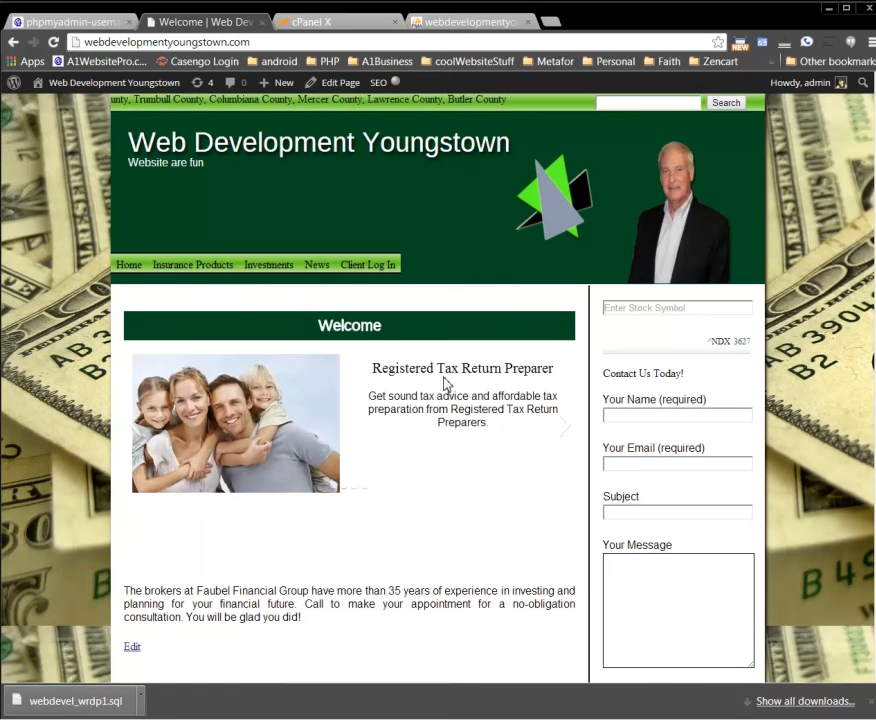 phpmyadmin-userna
Welcome | Web Dev
cPanel X
webdevelopmentyo
webdevelopmentyoungstown.com
NEW
Apps
A1WebsitePro.c...
Casengo Login
android
PHP
A1Business
coolWebsiteStuff
Metafor
Personal
Faith
Zencart
Other bookmark
Web Development Youngstown
4
0
New
Edit Page
SEO
Howdy, admin
unty, Trumbull County, Columbiana County, Mercer County, Lawrence County, Butler County
Search
Web Development Youngstown
Website are fun
Home
Insurance Products
Investments
News
Client Log In
Enter Stock Symbol
Welcome
^NDX 3627
Registered Tax Return Preparer
Contact Us Today!
Get sound tax advice and affordable tax
preparation from Registered Tax Return
Preparers.
Your Name (required)
Your Email (required)
Subject
Your Message
The brokers at Faubel Financial Group have more than 35 years of experience in investing and
planning for your financial future. Call to make your appointment for a no-obligation
consultation. You will be glad you did!
Edit
webdevel_wrdp1.sql
Show all downloads...